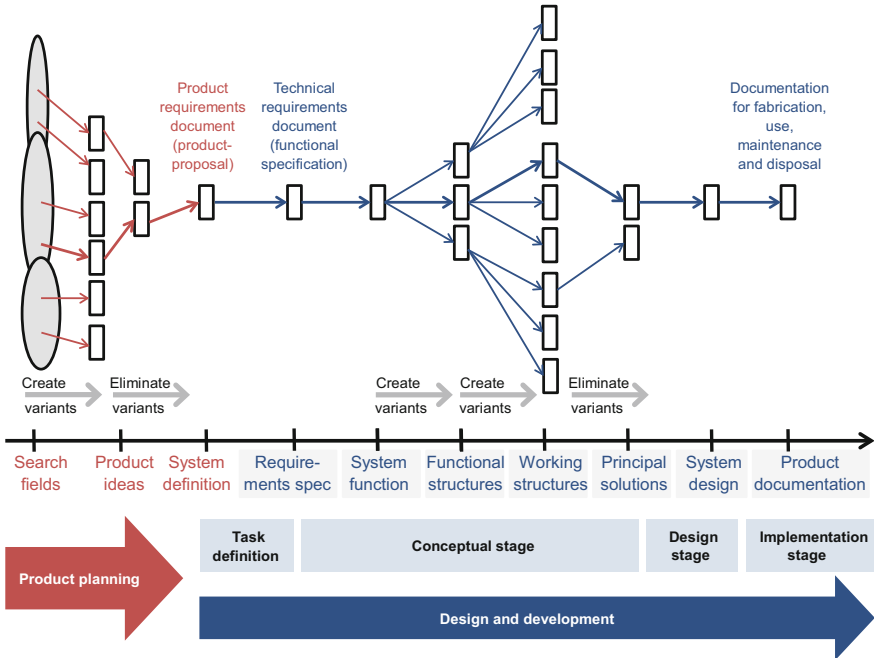 Product
requirements
document
(product-
proposal)
Technical
requirements
document
(functional
specification)
Documentation
for fabrication,
use,
maintenance
and disposal
Create
variants
Eliminate
variants
Create
variants
Create
variants
Eliminate
variants
Search
fields
Product
ideas
System
definition
Require-
ments spec
System
function
Functional
structures
Working
structures
Principal
solutions
System
design
Product
documentation
Task
definition
Conceptual stage
Design
stage
Implementation
stage
Product planning
Design and development